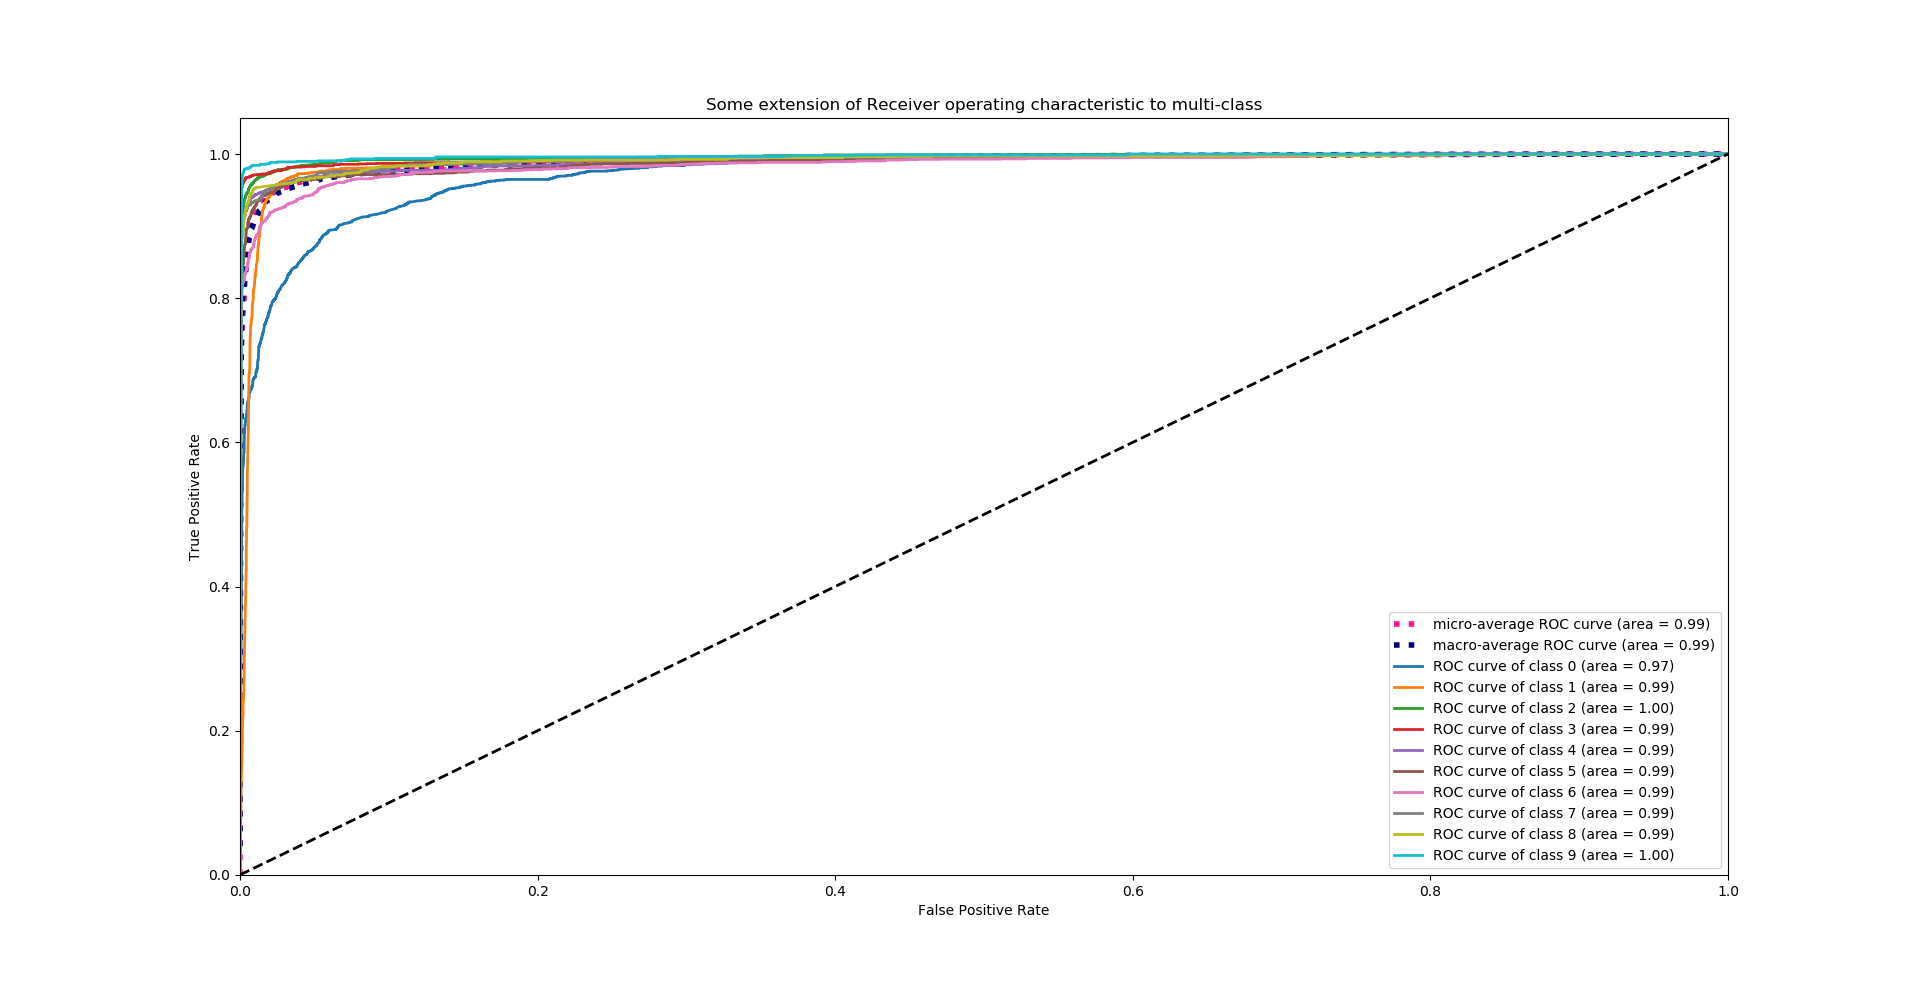 Some extension of Receiver operating characteristic to multi-class
1.0
0.8
0.6
0.4
0.2
0.0
True Positive Rate
0.0 0.2 0.4 0.6 0.8 1.0
False Positive Rate
micro-average ROC curve (area = 0.99)
macro-average ROC curve (area = 0.99)
ROC curve of class 0 (area = 0.97)
ROC curve of class 1 (area = 0.99)
ROC curve of class 2 (area = 1.00)
ROC curve of class 3 (area = 0.99)
ROC curve of class 4 (area = 0.99)
ROC curve of class 5 (area = 0.99)
ROC curve of class 6 (area = 0.99)
ROC curve of class 7 (area = 0.99)
ROC curve of class 8 (area = 0.99)
ROC curve of class 9 (area = 1.00)